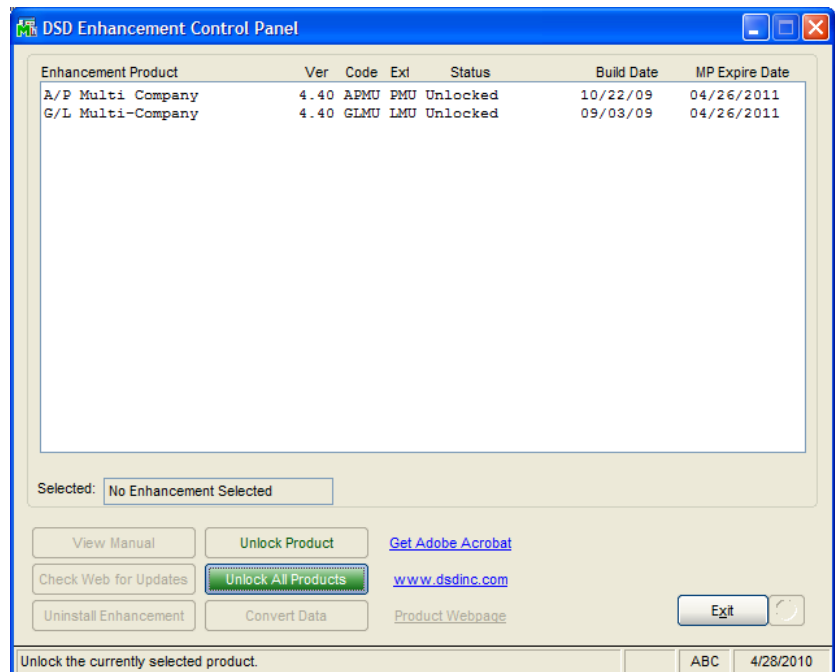 DSD Enhancement Control Panel
Enhancement Product Ver Code Ext Status Build Date MP Expire Date
A/P Multi Company 4.40 APMU PMU Unlocked 10/22/09 04/26/2011
G/L Multi-Company 4.40 GLMU LMU Unlocked 09/03/09 04/26/2011
Selected: No Enhancement Selected
View Manual Unlock Product Get Adobe Acrobat
Check Web for Updates Unlock All Products www.dsdinc.com
Uninstall Enhancement Convert Data Product Webpage Exit
Unlock the currently selected product. ABC 4/28/2010